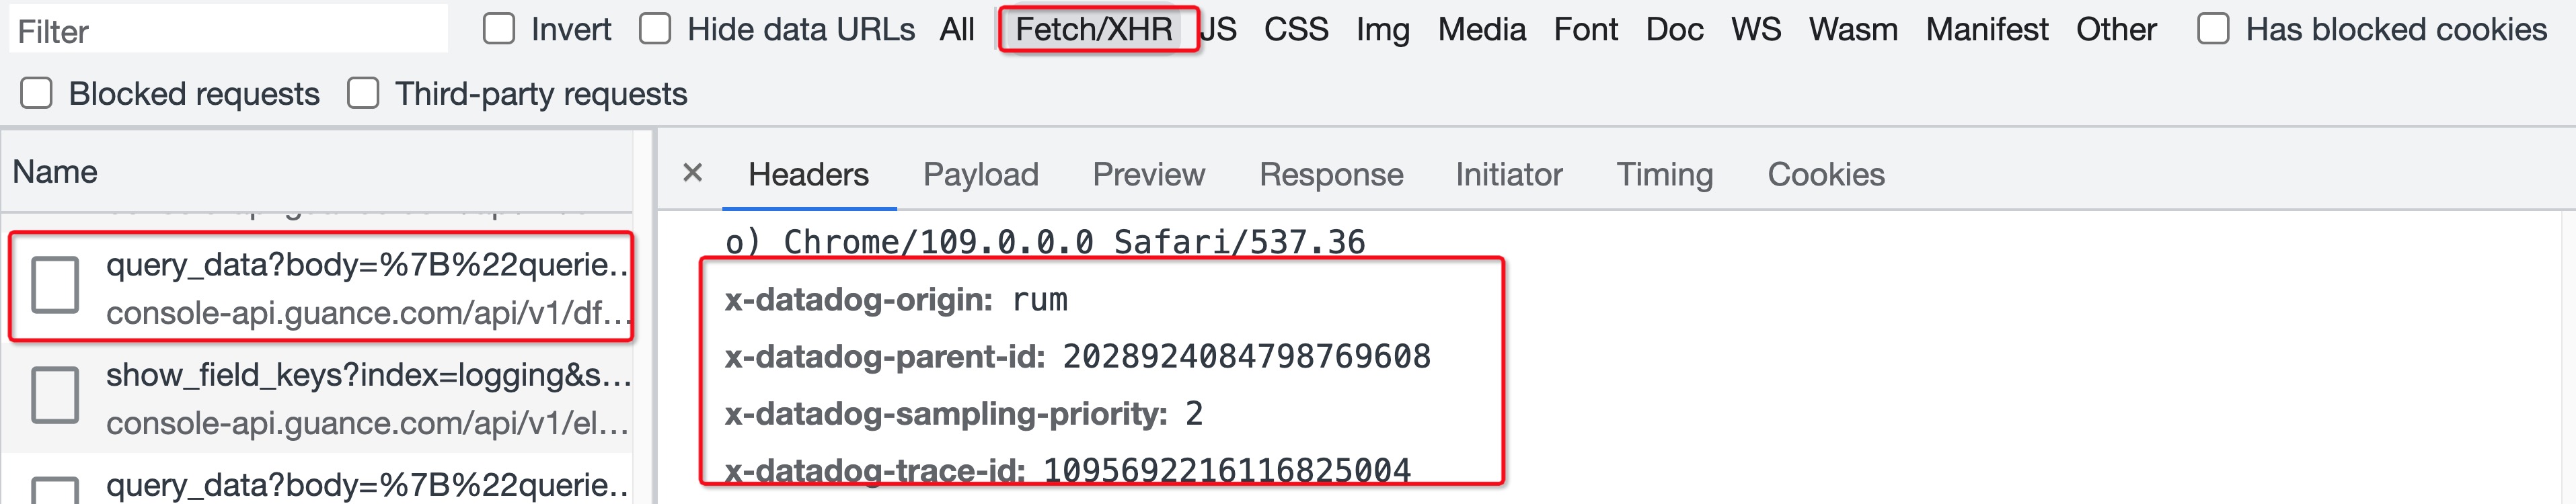 Filter Invert Hide data URLs All Fetch/XHR JS CSS Img Media Font Doc WS Wasm Manifest Other Has blocked cookies
Blocked requests Third-party requests
Name
× Headers Payload Preview Response Initiator Timing Cookies
query_data?body=%7B%22querie...
console-api.guance.com/api/v1/df...
show_field_keys?index=logging&s...
console-api.guance.com/api/v1/el...
query_data?body=%7B%22querie...
o) Chrome/109.0.0.0 Safari/537.36
x-datadog-origin: rum
x-datadog-parent-id: 2028924084798769608
x-datadog-sampling-priority: 2
x-datadog-trace-id: 1095692216116825004